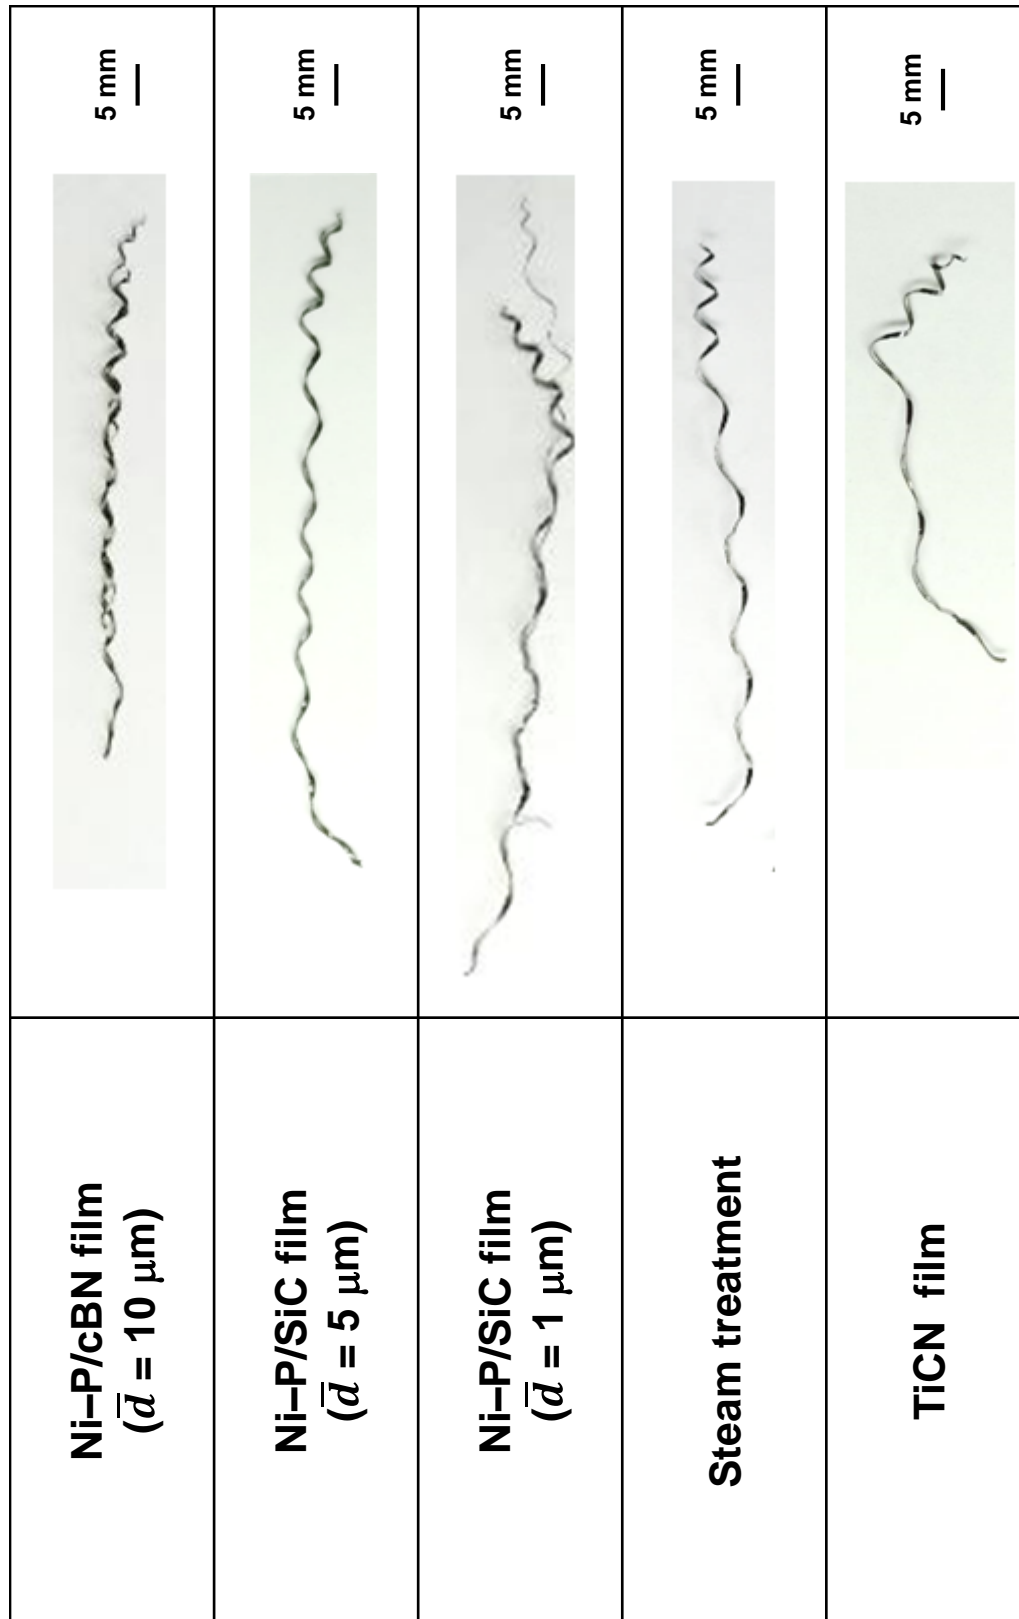 Ni–P/cBN film
(d̅ = 10 μm)
5 mm
Ni–P/SiC film
(d̅ = 5 μm)
5 mm
Ni–P/SiC film
(d̅ = 1 μm)
5 mm
Steam treatment
5 mm
TiCN film
5 mm